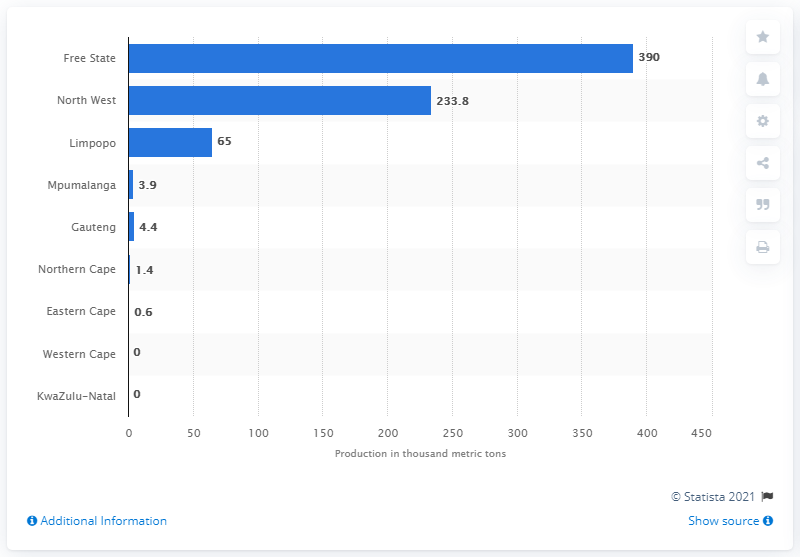 Free State 390
North West 233.8
Limpopo 65
Mpumalanga 3.9
Gauteng 4.4
Northern Cape 1.4
Eastern Cape 0.6
Western Cape 0
KwaZulu-Natal 0
0 50 100 150 200 250 300 350 400 450
Production in thousand metric tons
© Statista 2021
Additional Information Show source